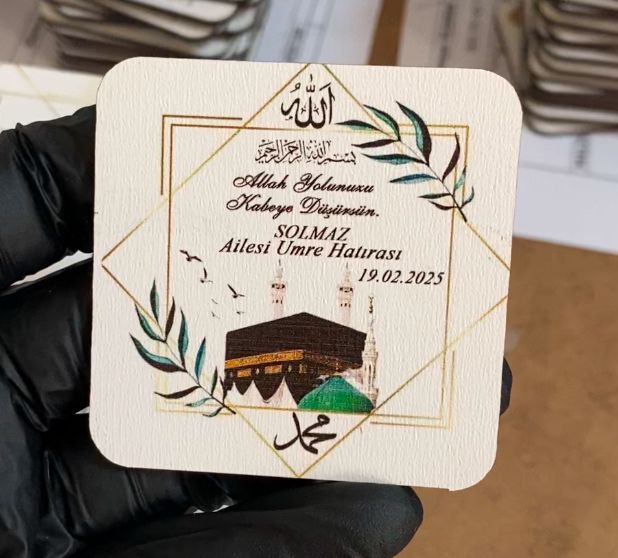 الله
بسم الله الرحمن الرحيم
Allah Yolunuzu
Kabeye Düşürsün.
SOLMAZ
Ailesi Umre Hatırası
19.02.2025
محمد